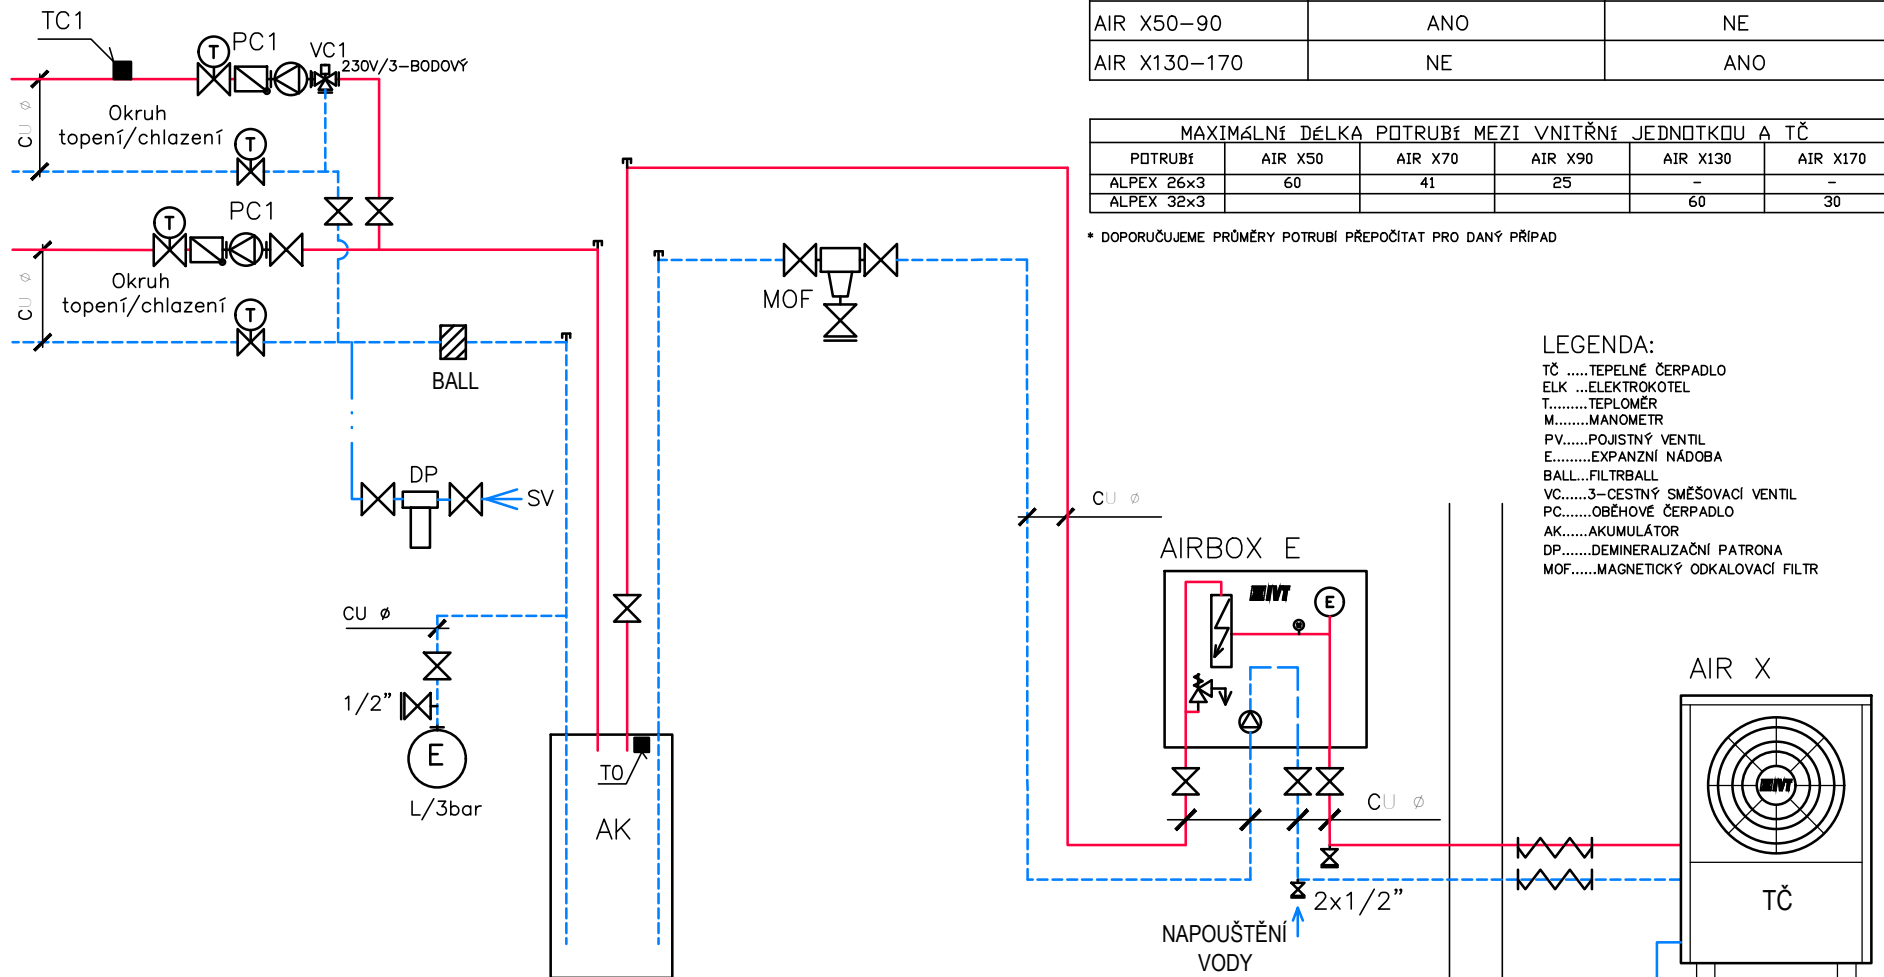 TC1
PC1
VC1
230V/3-BODOVÝ
CU ø
Okruh
topení/chlazení
T
T
PC1
T
CU ø
Okruh
topení/chlazení
T
BALL
DP
SV
CU ø
1/2"
E
L/3bar
TO
AK
MOF
AIR X50-90 ANO NE
AIR X130-170 NE ANO
MAXIMáLNí DéLKA POTRUBí MEZI VNITŘNí JEDNOTKOU A TČ
POTRUBí AIR X50 AIR X70 AIR X90 AIR X130 AIR X170
ALPEX 26x3 60 41 25 - -
ALPEX 32x3 60 30
* DOPORUČUJEME PRŮMĚRY POTRUBÍ PŘEPOČÍTAT PRO DANÝ PŘÍPAD
LEGENDA:
TČ .....TEPELNÉ ČERPADLO
ELK ...ELEKTROKOTEL
T.........TEPLOMĚR
M........MANOMETR
PV......POJISTNÝ VENTIL
E.........EXPANZNÍ NÁDOBA
BALL...FILTRBALL
VC......3-CESTNÝ SMĚŠOVACÍ VENTIL
PC.......OBĚHOVÉ ČERPADLO
AK......AKUMULÁTOR
DP.......DEMINERALIZAČNÍ PATRONA
MOF......MAGNETICKÝ ODKALOVACÍ FILTR
CU ø
AIRBOX E
IVT
E
CU ø
2x1/2"
NAPOUŠTĚNÍ
VODY
AIR X
IVT
TČ